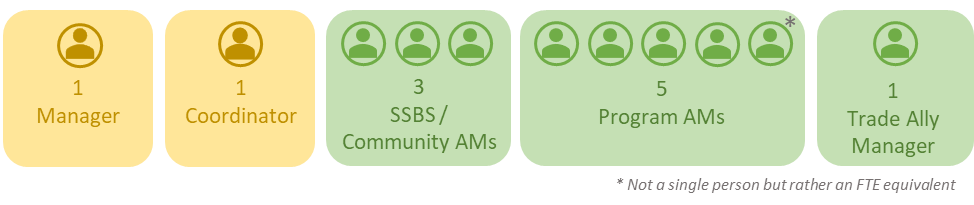 1
Manager
1
Coordinator
3
SSBS /
Community AMs
*
5
Program AMs
1
Trade Ally
Manager
* Not a single person but rather an FTE equivalent